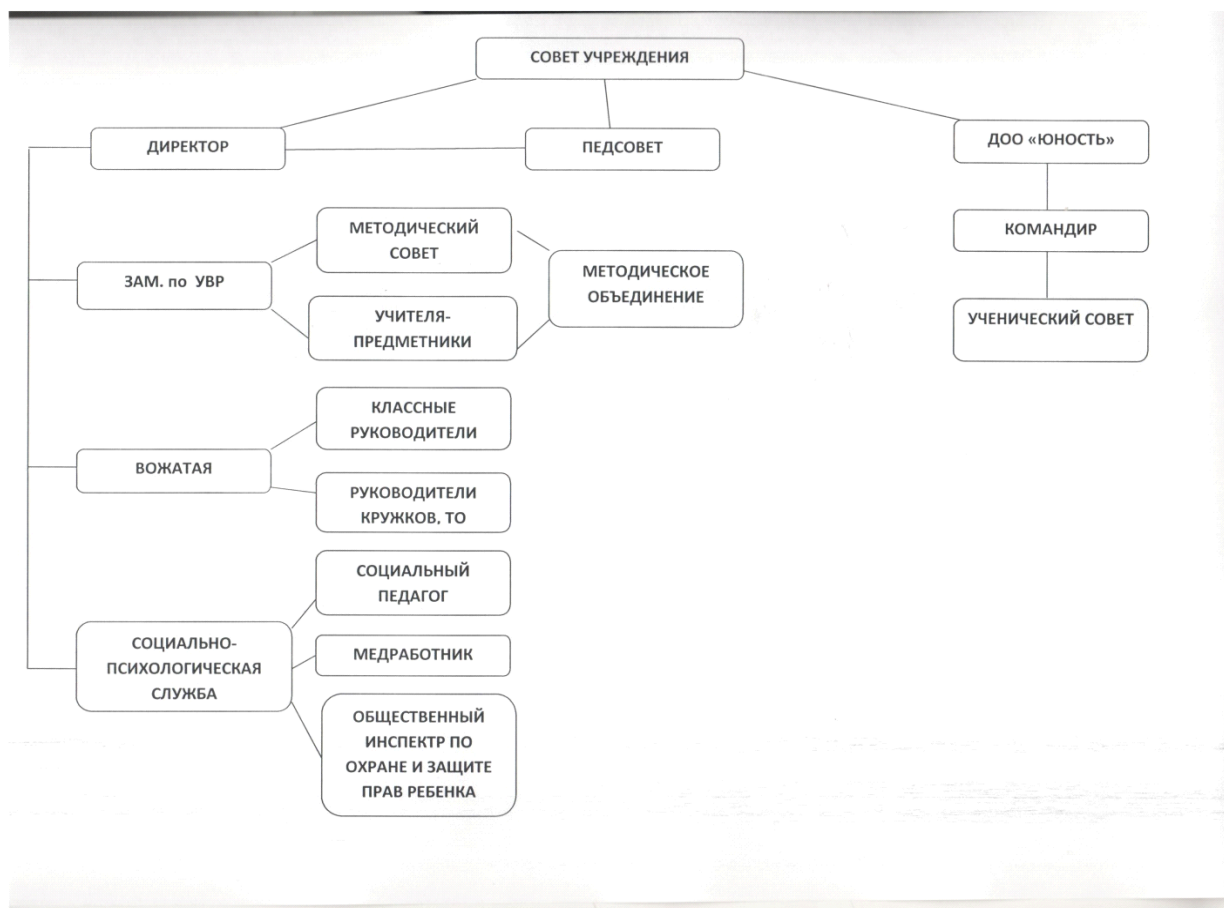 СОВЕТ УЧРЕЖДЕНИЯ
ДИРЕКТОР
ПЕДСОВЕТ
ДОО «ЮНОСТЬ»
МЕТОДИЧЕСКИЙ
СОВЕТ
КОМАНДИР
ЗАМ. по УВР
МЕТОДИЧЕСКОЕ
ОБЪЕДИНЕНИЕ
УЧИТЕЛЯ-
ПРЕДМЕТНИКИ
УЧЕНИЧЕСКИЙ СОВЕТ
КЛАССНЫЕ
РУКОВОДИТЕЛИ
ВОЖАТАЯ
РУКОВОДИТЕЛИ
КРУЖКОВ, ТО
СОЦИАЛЬНЫЙ
ПЕДАГОГ
СОЦИАЛЬНО-
ПСИХОЛОГИЧЕСКАЯ
СЛУЖБА
МЕДРАБОТНИК
ОБЩЕСТВЕННЫЙ
ИНСПЕКТР ПО
ОХРАНЕ И ЗАЩИТЕ
ПРАВ РЕБЕНКА